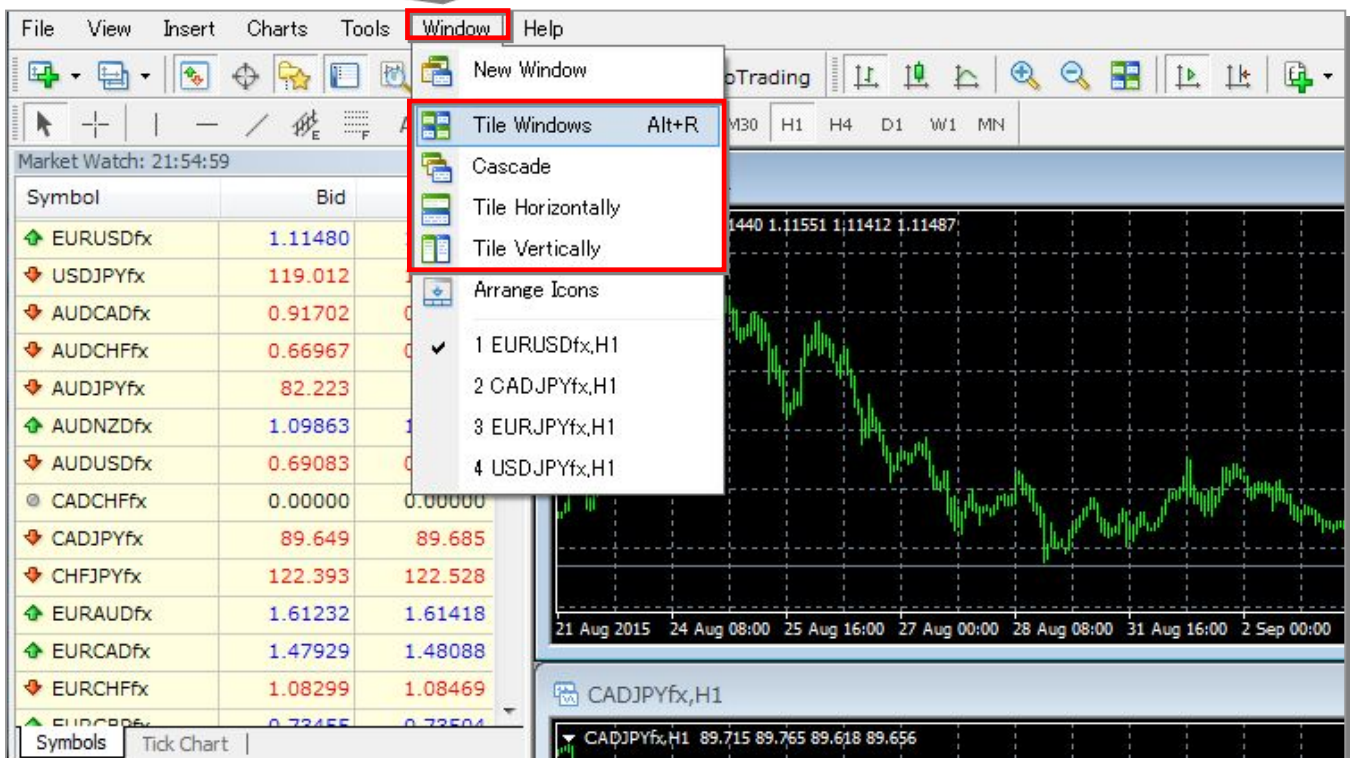 File View Insert Charts Tools Window Help
New Window
oTrading
Tile Windows Alt+R
M30 H1 H4 D1 W1 MN
Cascade
Tile Horizontally
Tile Vertically
Arrange Icons
1 EURUSDfx,H1
2 CADJPYfx,H1
3 EURJPYfx,H1
4 USDJPYfx,H1
Market Watch: 21:54:59
Symbol Bid
EURUSDfx 1.11480
USDJPYfx 119.012
AUDCADfx 0.91702
AUDCHFfx 0.66967
AUDJPYfx 82.223
AUDNZDfx 1.09863
AUDUSDfx 0.69083
CADCHFfx 0.00000 0.00000
CADJPYfx 89.649 89.685
CHFJPYfx 122.393 122.528
EURAUDfx 1.61232 1.61418
EURCADfx 1.47929 1.48088
EURCHFfx 1.08299 1.08469
EURGBPfx 0.73455 0.73504
Symbols Tick Chart
1440 1.11551 1.11412 1.11487
21 Aug 2015 24 Aug 08:00 25 Aug 16:00 27 Aug 00:00 28 Aug 08:00 31 Aug 16:00 2 Sep 00:00
CADJPYfx,H1
CADJPYfx,H1 89.715 89.765 89.618 89.656